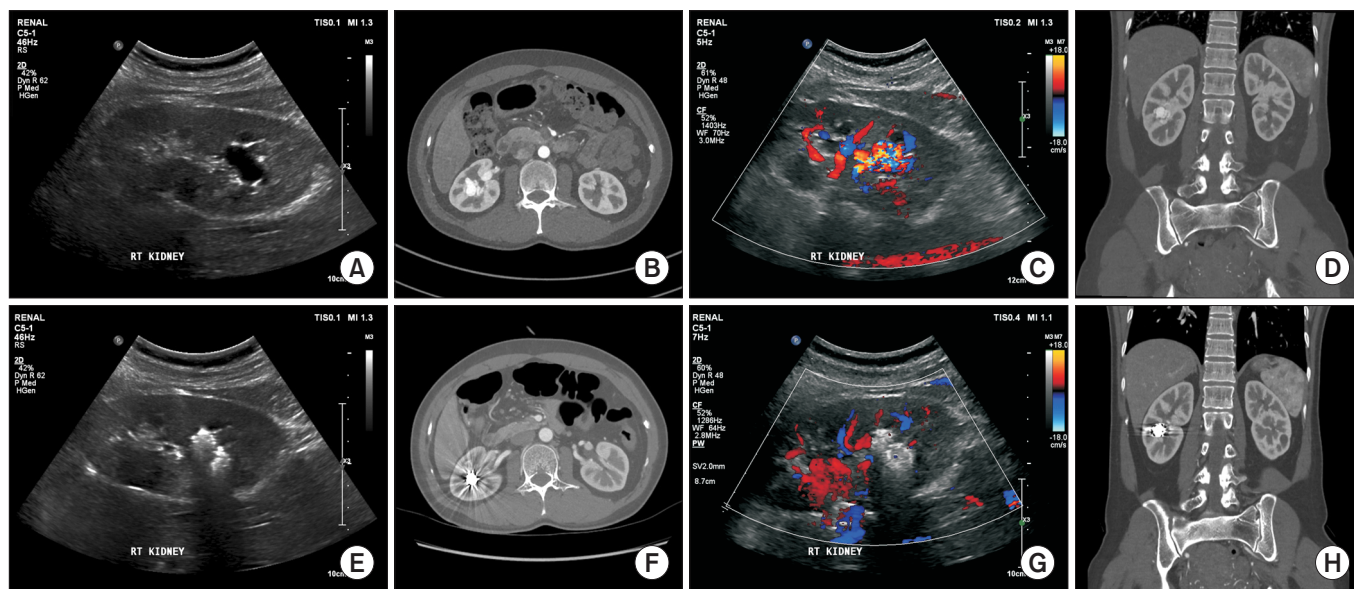 RENAL
C5-1
46Hz
RS
2D
42%
Dyn R 62
P Med
HGen
TIS0.1 MI 1.3
M3
P
X3
RT KIDNEY
10cm
A
B
RENAL
C5-1
5Hz
2D
61%
Dyn R 48
P Med
HGen
CF
52%
1403Hz
WF 70Hz
3.0MHz
TIS0.2 MI 1.3
M3 M7
+18.0
-18.0
cm/s
P
X3
RT KIDNEY
12cm
C
D
RENAL
C5-1
46Hz
RS
2D
42%
Dyn R 62
P Med
HGen
TIS0.1 MI 1.3
M3
P
X3
RT KIDNEY
10cm
E
F
RENAL
C5-1
7Hz
2D
60%
Dyn R 48
P Med
HGen
CF
52%
1286Hz
WF 64Hz
2.8MHz
PW
SV2.0mm
8.7cm
TIS0.4 MI 1.1
M3 M7
+18.0
-18.0
cm/s
P
X3
RT KIDNEY
12cm
G
H